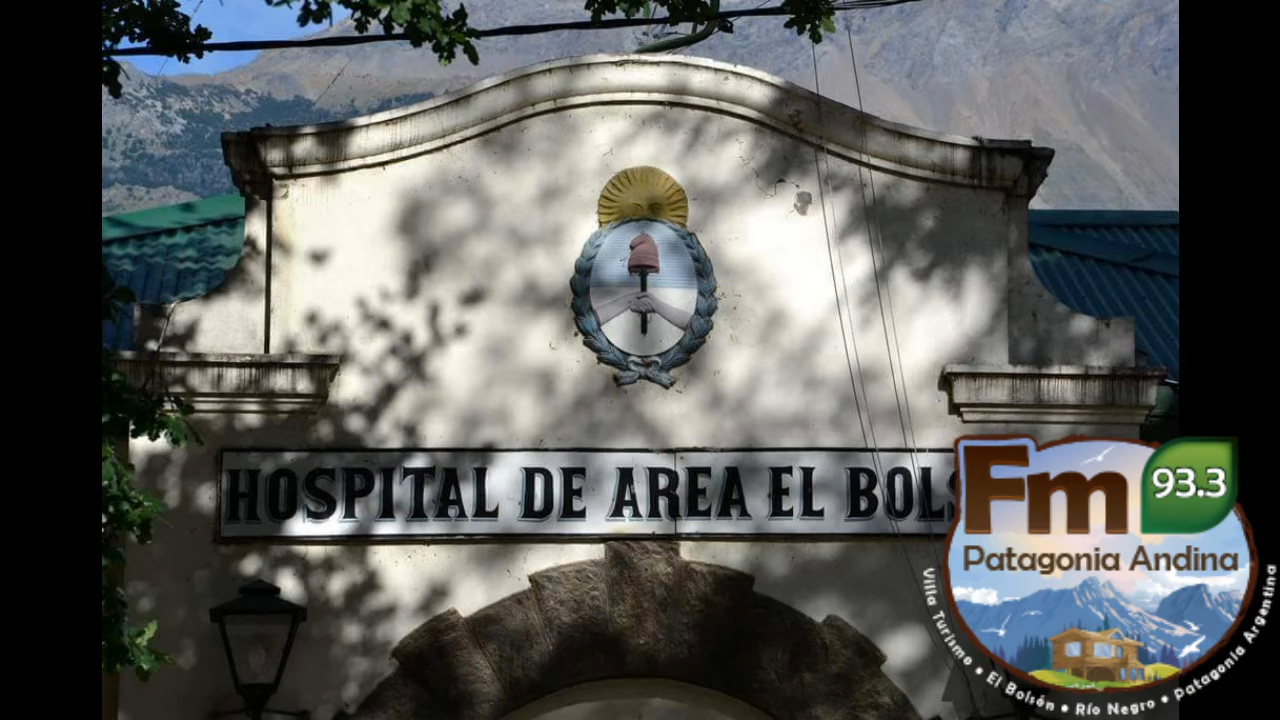 HOSPITAL DE AREA EL BOLS
Fm 93.3
Patagonia Andina
Villa Turismo • El Bolsón • Río Negro • Patagonia Argentina